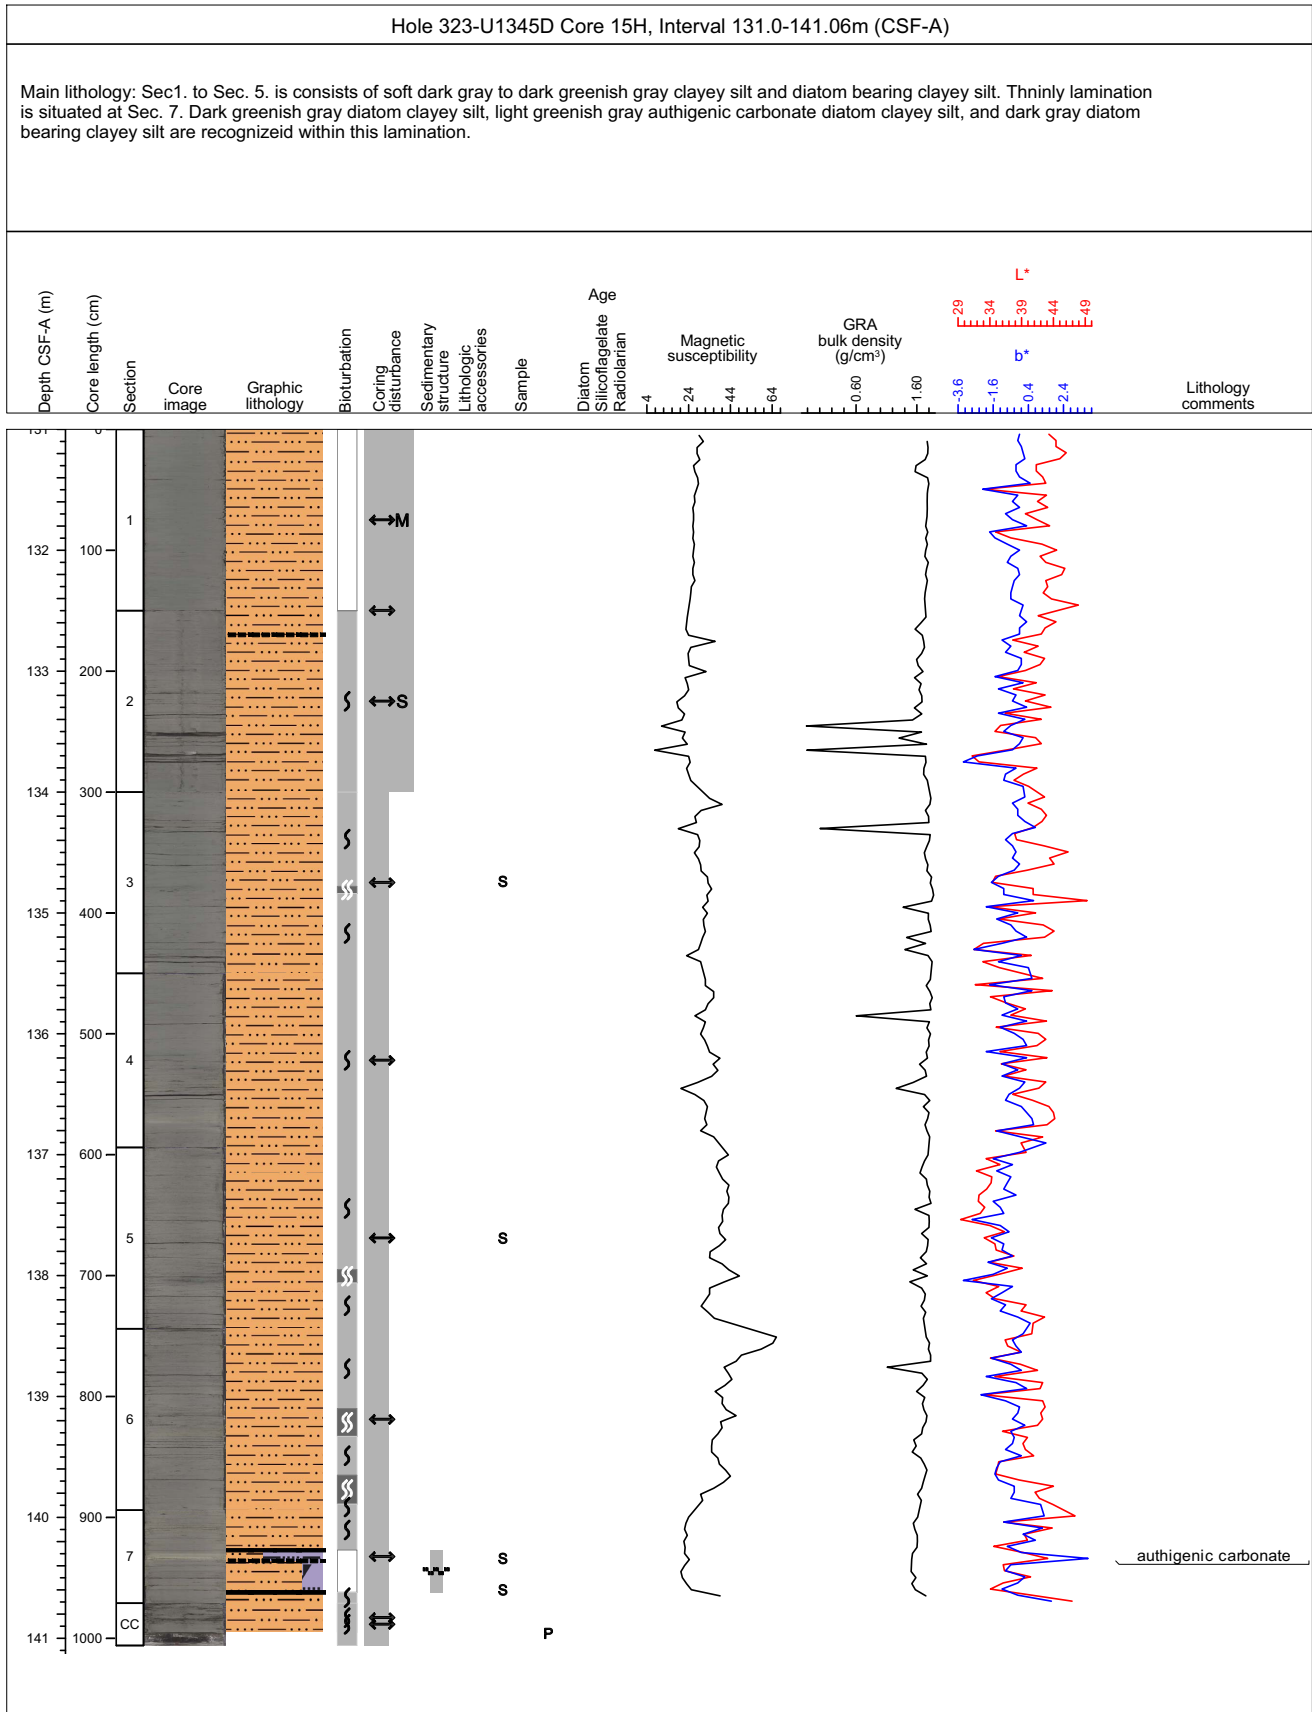 Hole 323-U1345D Core 15H, Interval 131.0-141.06m (CSF-A)
Main lithology: Sec1. to Sec. 5. is consists of soft dark gray to dark greenish gray clayey silt and diatom bearing clayey silt. Thninly lamination
is situated at Sec. 7. Dark greenish gray diatom clayey silt, light greenish gray authigenic carbonate diatom clayey silt, and dark gray diatom
bearing clayey silt are recognizeid within this lamination.
Depth CSF-A (m)
Core length (cm)
Section
Core
image
Graphic
lithology
Bioturbation
Coring
disturbance
Sedimentary
structure
Lithologic
accessories
Sample
Age
Diatom
Silicoflagelate
Radiolarian
Magnetic
susceptibility
4 24 44 64
GRA
bulk density
(g/cm³)
0.60 1.60
L*
29 34 39 44 49
b*
-3.6 -1.6 0.4 2.4
Lithology
comments
131 0
1
M
132 100
133 200
2
S
134 300
3
S
135 400
136 500
4
137 600
5
S
138 700
139 800
6
140 900
7
S
authigenic carbonate
S
CC
P
141 1000